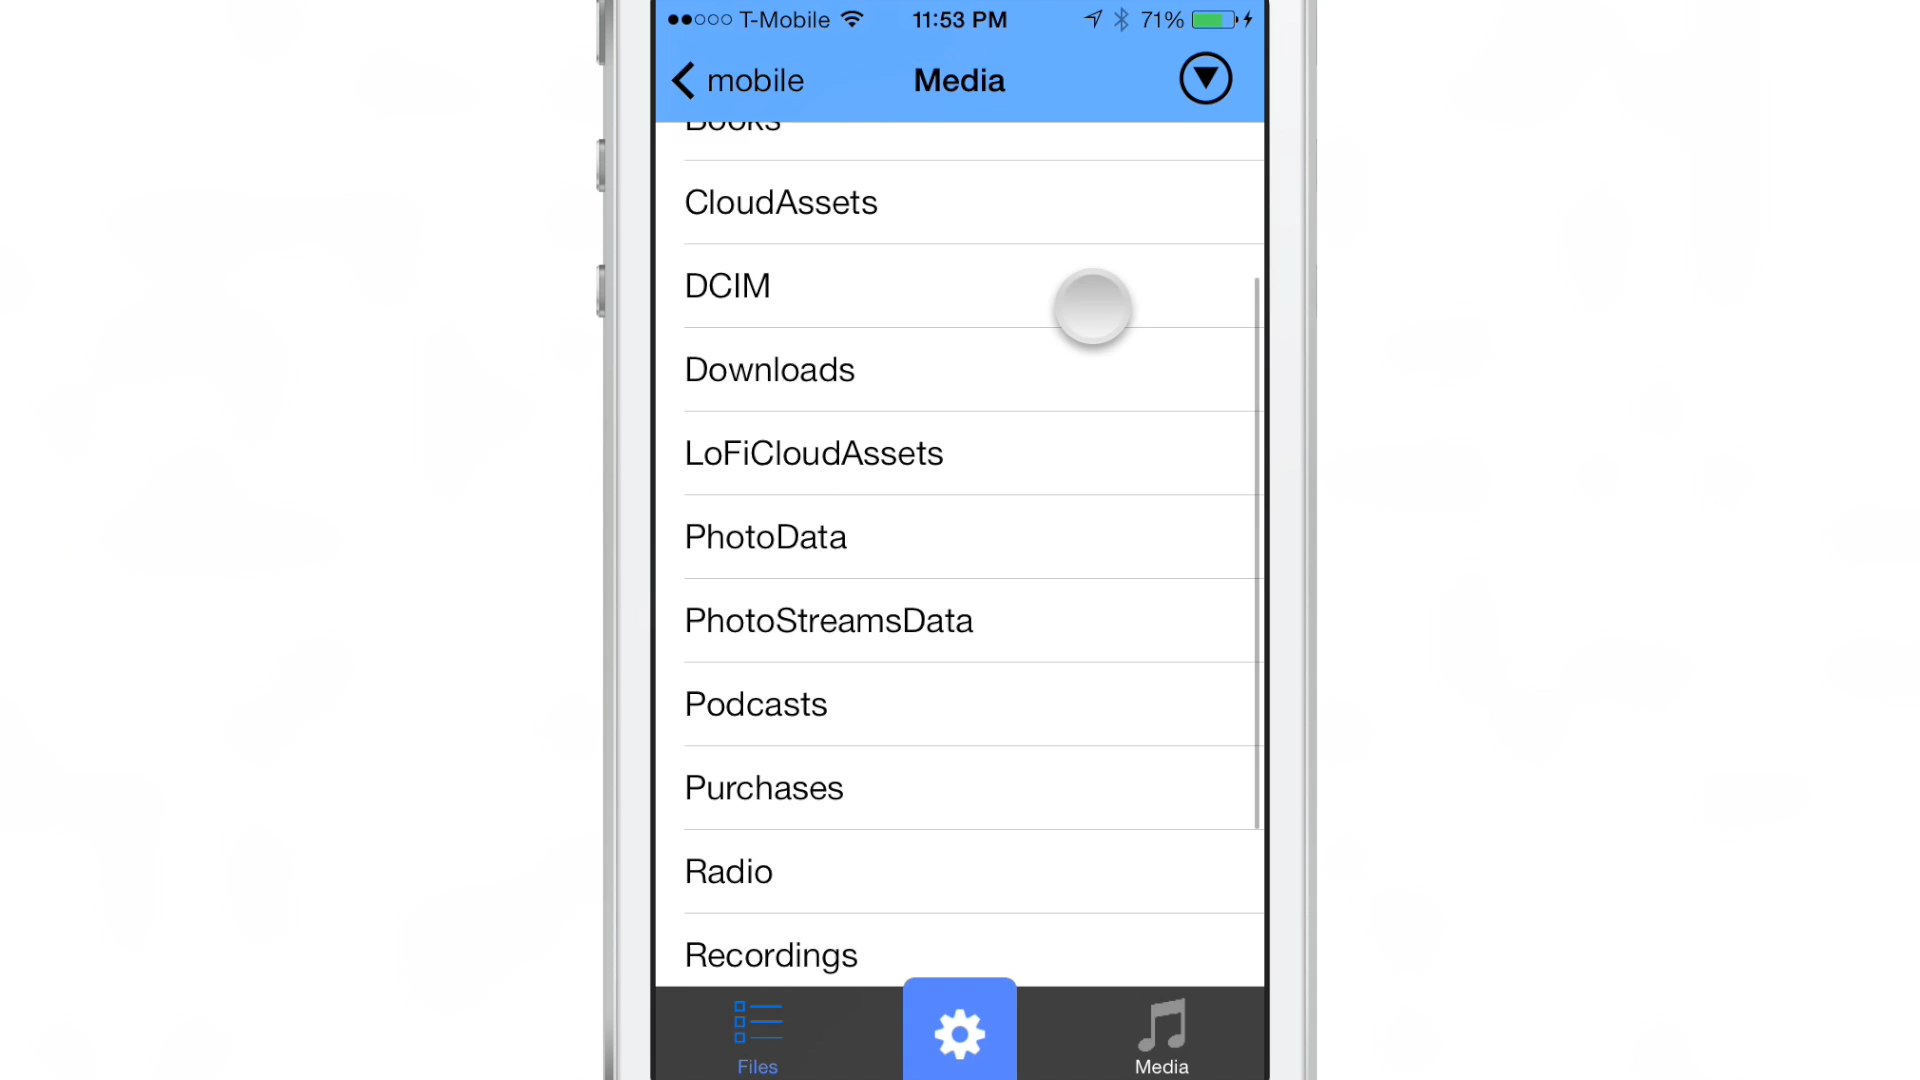 T-Mobile 11:53 PM 71%
mobile Media
Books
CloudAssets
DCIM
Downloads
LoFiCloudAssets
PhotoData
PhotoStreamsData
Podcasts
Purchases
Radio
Recordings
Files Media